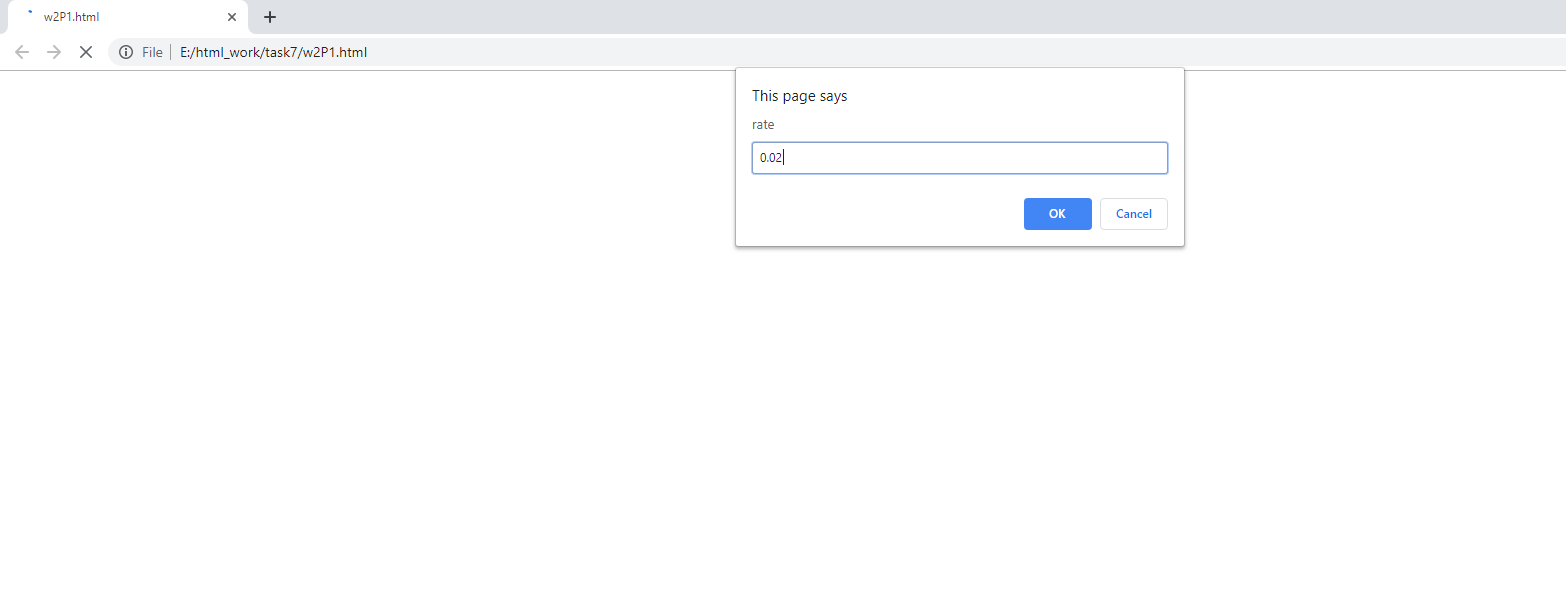 w2P1.html
File E:/html_work/task7/w2P1.html
This page says
rate
0.02
OK Cancel